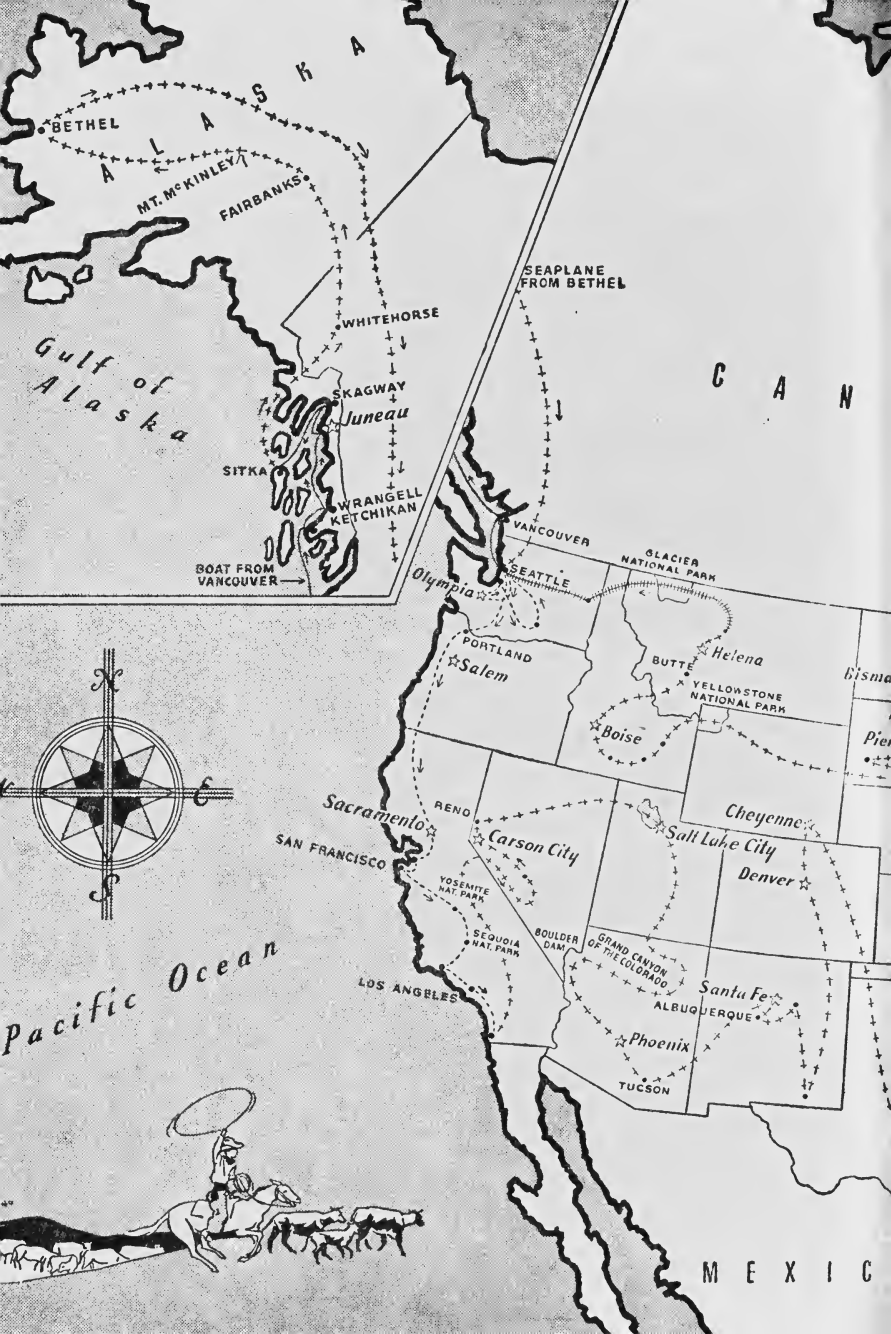 ALASKA
BETHEL
MT. McKINLEY
FAIRBANKS
WHITEHORSE
Gulf of
Alaska
SKAGWAY
Juneau
SITKA
WRANGELL
KETCHIKAN
BOAT FROM
VANCOUVER
SEAPLANE
FROM BETHEL
CAN
VANCOUVER
GLACIER
NATIONAL PARK
SEATTLE
Olympia
PORTLAND
Salem
Helena
BUTTE
YELLOWSTONE
NATIONAL PARK
Bisma
Boise
Pier
N
W E
S
Sacramento
RENO
Cheyenne
SAN FRANCISCO
Carson City
Salt Lake City
Denver
YOSEMITE
NAT. PARK
SEQUOIA
NAT. PARK
BOULDER
DAM
GRAND CANYON
OF THE COLORADO
Pacific Ocean
LOS ANGELES
Santa Fe
ALBUQUERQUE
Phoenix
TUCSON
MEXIC